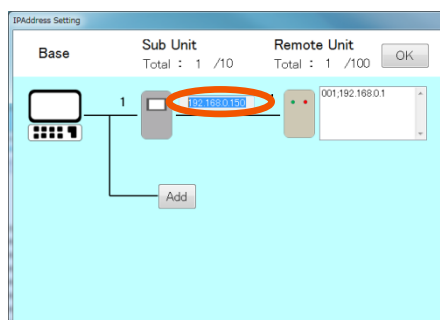 IPAddress Setting
Base
Sub Unit
Total : 1 /10
Remote Unit
Total : 1 /100
OK
1
192.168.0.150
001;192.168.0.1
Add